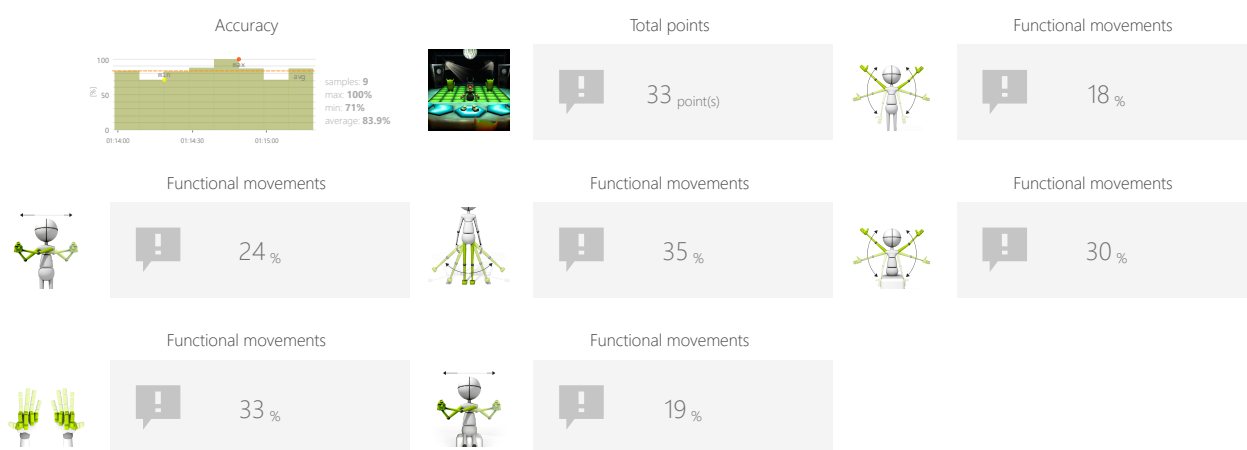 Accuracy
Total points
Functional movements
100
50
0
(%)
min
max
avg
01:14:00
01:14:30
01:15:00
samples: 9
max: 100%
min: 71%
average: 83.9%
33 point(s)
18 %
Functional movements
Functional movements
Functional movements
24 %
35 %
30 %
Functional movements
Functional movements
33 %
19 %